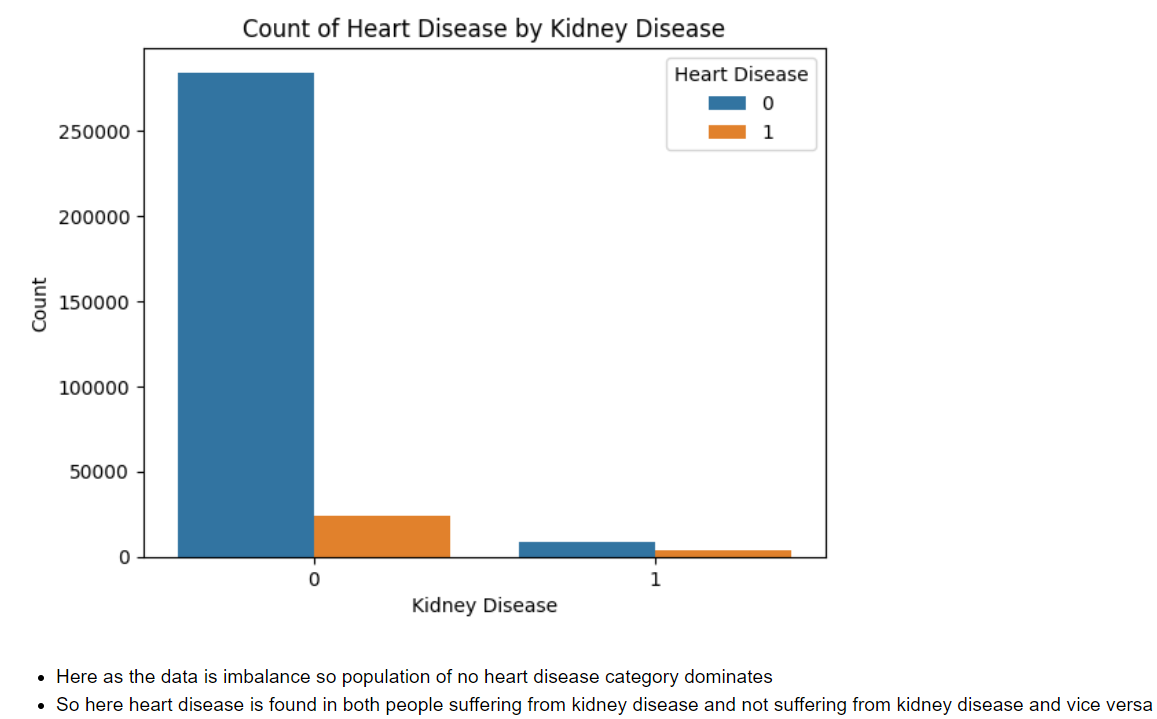 Count of Heart Disease by Kidney Disease
Heart Disease
0
1
250000
200000
150000
100000
50000
0
Count
0 1
Kidney Disease
• Here as the data is imbalance so population of no heart disease category dominates
• So here heart disease is found in both people suffering from kidney disease and not suffering from kidney disease and vice versa